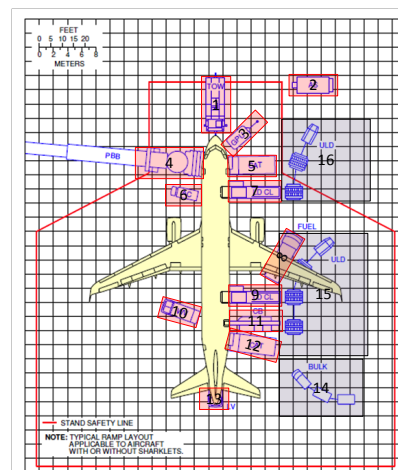 FEET
0 5 10 15 20
0 2 4 6 8
METERS
TOW
1
2
3
ULD
16
PBB
4
5
6
7
CL
FUEL
8
ULD
9
CL
15
10
CB
11
12
BULK
14
13
LV
STAND SAFETY LINE
NOTE: TYPICAL RAMP LAYOUT
APPLICABLE TO AIRCRAFT
WITH OR WITHOUT SHARKLETS.